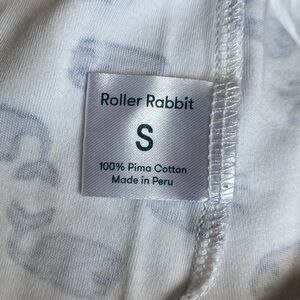 Roller Rabbit
S
100% Pima Cotton
Made in Peru